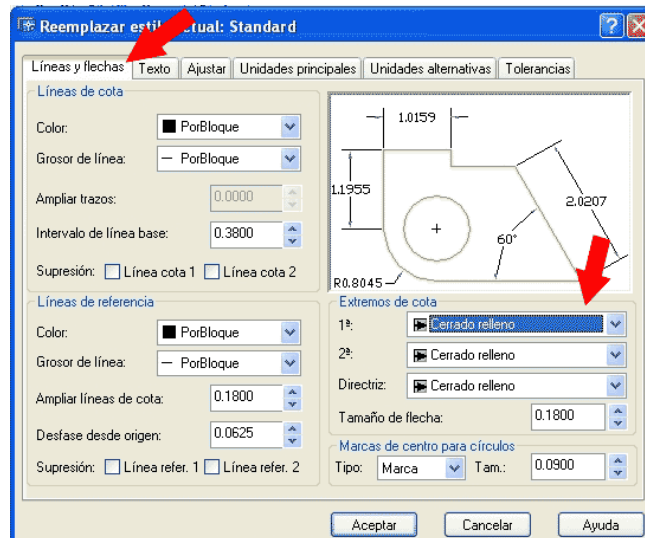 Reemplazar estilo actual: Standard
Líneas y flechas Texto Ajustar Unidades principales Unidades alternativas Tolerancias
Líneas de cota
Color: PorBloque
Grosor de línea: PorBloque
Ampliar trazos: 0.0000
Intervalo de línea base: 0.3800
Supresión: Línea cota 1 Línea cota 2
1.0159
1.1955
2.0207
60°
R0.8045
Líneas de referencia
Color: PorBloque
Grosor de línea: PorBloque
Ampliar líneas de cota: 0.1800
Desfase desde origen: 0.0625
Supresión: Línea refer. 1 Línea refer. 2
Extremos de cota
1ª: Cerrado relleno
2ª: Cerrado relleno
Directriz: Cerrado relleno
Tamaño de flecha: 0.1800
Marcas de centro para círculos
Tipo: Marca Tam.: 0.0900
Aceptar Cancelar Ayuda